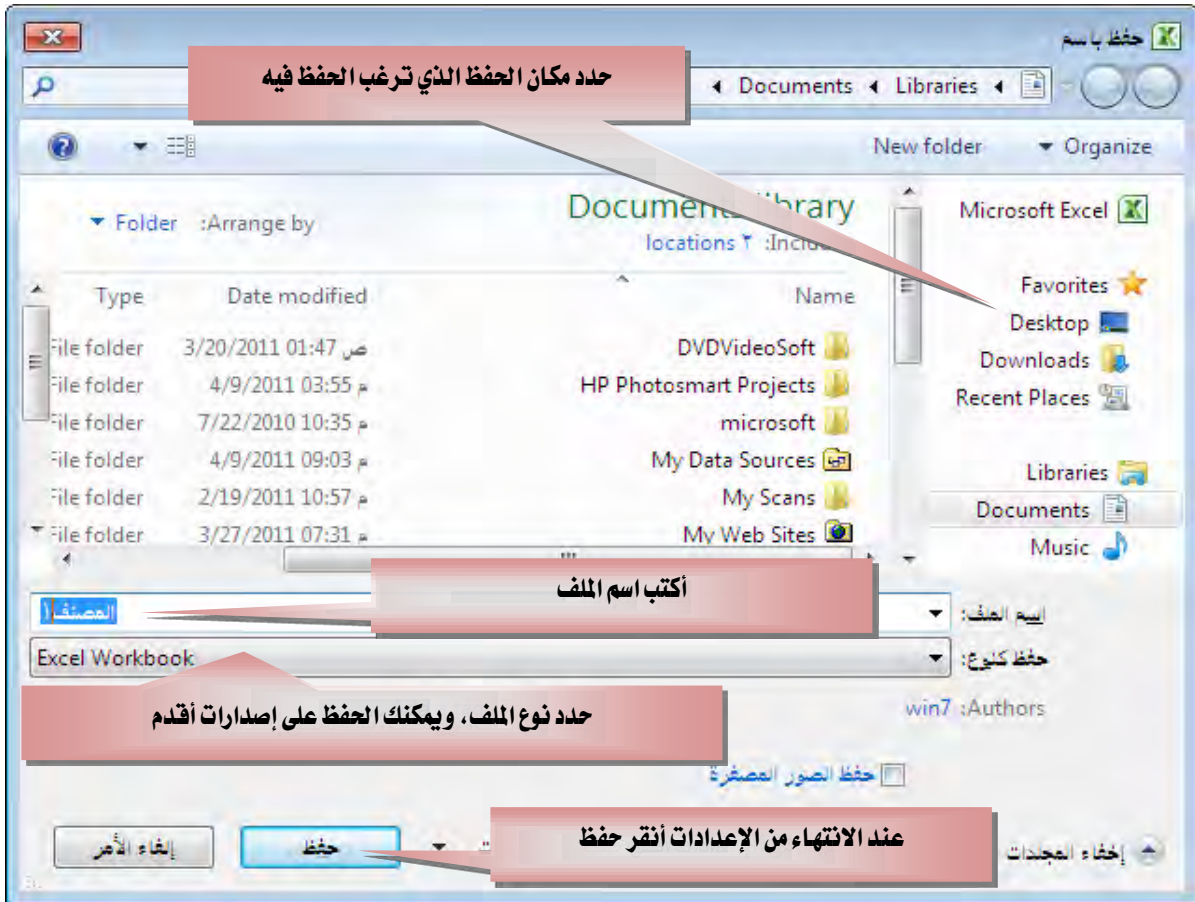 حفظ باسم
حدد مكان الحفظ الذي ترغب الحفظ فيه
Libraries
Documents
Organize
New folder
Microsoft Excel
Favorites
Desktop
Downloads
Recent Places
Libraries
Documents
Music
Documents library
locations ٢ :Includes
Arrange by: Folder
Name Date modified Type
DVDVideoSoft 3/20/2011 01:47 ص File folder
HP Photosmart Projects 4/9/2011 03:55 م File folder
microsoft 7/22/2010 10:35 م File folder
My Data Sources 4/9/2011 09:03 م File folder
My Scans 2/19/2011 10:57 م File folder
My Web Sites 3/27/2011 07:31 م File folder
أكتب اسم الملف
اسم الملف: المصنف١
حفظ كنوع: Excel Workbook
حدد نوع الملف، ويمكنك الحفظ على إصدارات أقدم
Authors: win7
حفظ الصور المصغرة
عند الانتهاء من الإعدادات أنقر حفظ
إخفاء المجلدات
حفظ
إلغاء الأمر